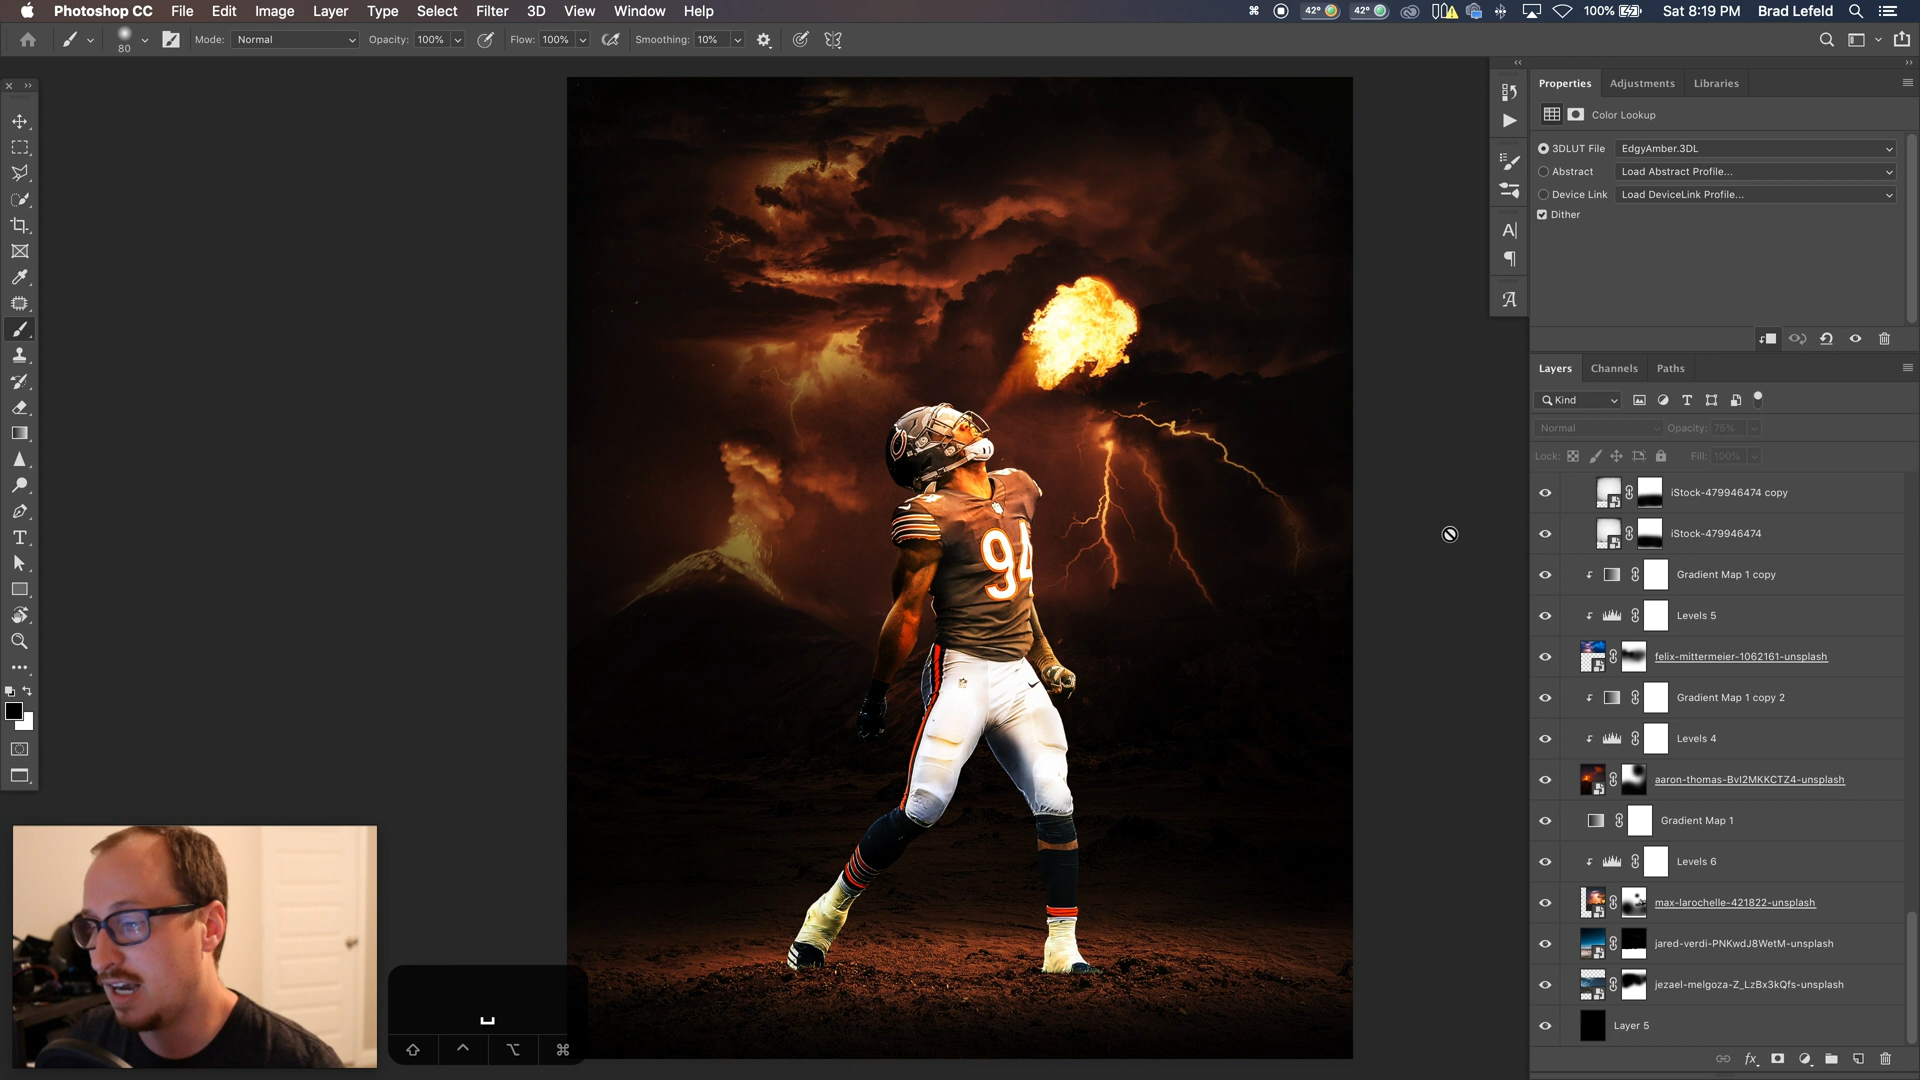 Photoshop CC File Edit Image Layer Type Select Filter 3D View Window Help 42° 42° 100% Sat 8:19 PM Brad Lefeld
80 Mode: Normal Opacity: 100% Flow: 100% Smoothing: 10%
Properties Adjustments Libraries
Color Lookup
3DLUT File EdgyAmber.3DL
Abstract Load Abstract Profile...
Device Link Load DeviceLink Profile...
Dither
Layers Channels Paths
Kind
Normal Opacity: 75%
Lock: Fill: 100%
iStock-479946474 copy
iStock-479946474
Gradient Map 1 copy
Levels 5
felix-mittermeier-1062161-unsplash
Gradient Map 1 copy 2
Levels 4
aaron-thomas-BvI2MKKCTZ4-unsplash
Gradient Map 1
Levels 6
max-larochelle-421822-unsplash
jared-verdi-PNKwdJ8WetM-unsplash
jezael-melgoza-Z_LzBx3kQfs-unsplash
Layer 5
94